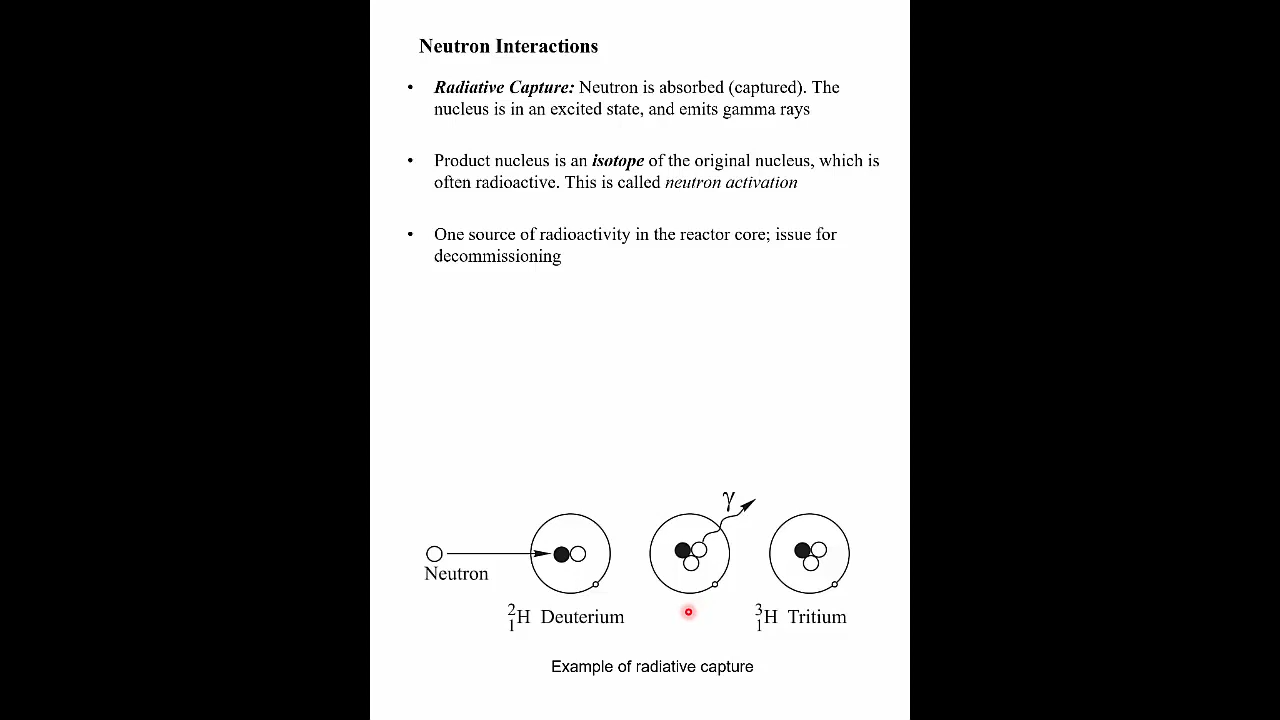 Neutron Interactions
• Radiative Capture: Neutron is absorbed (captured). The
nucleus is in an excited state, and emits gamma rays
• Product nucleus is an isotope of the original nucleus, which is
often radioactive. This is called neutron activation
• One source of radioactivity in the reactor core; issue for
decommissioning
γ
Neutron
²₁H Deuterium
³₁H Tritium
Example of radiative capture